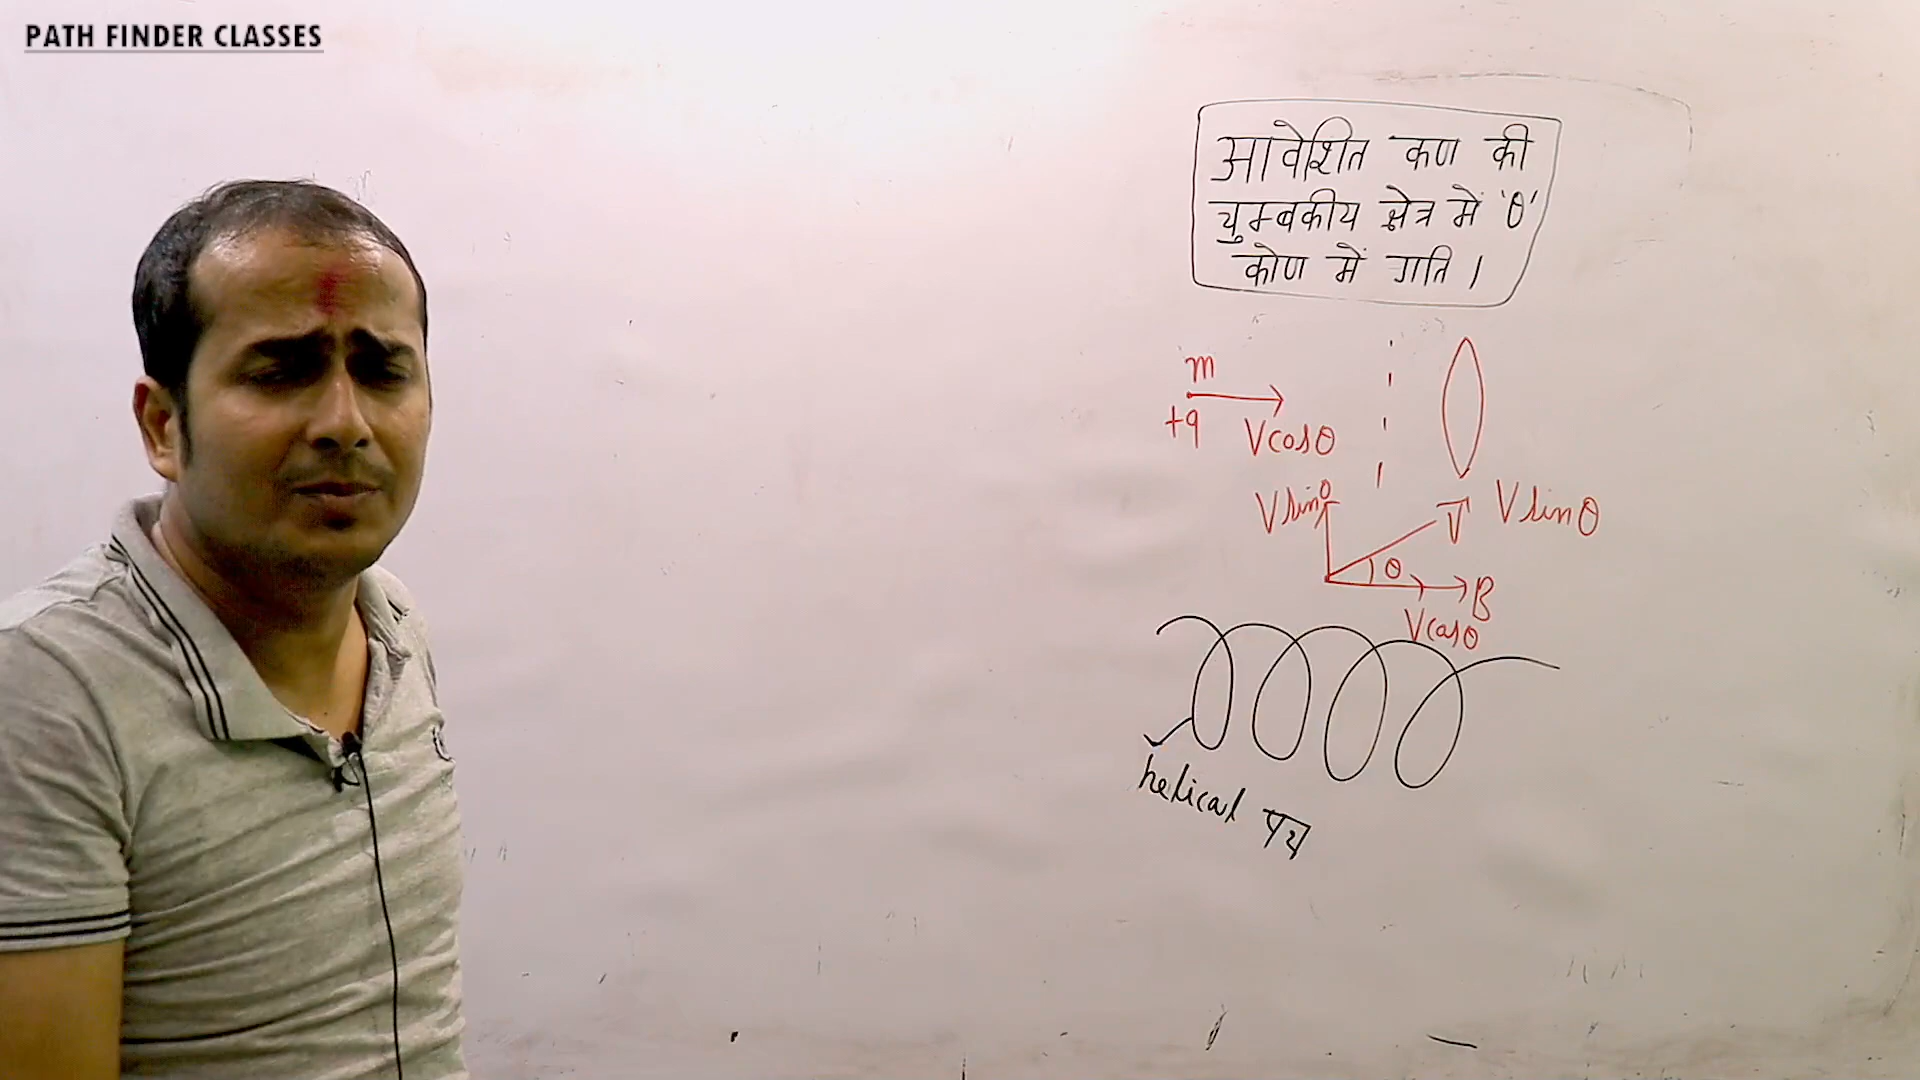 PATH FINDER CLASSES
आवेशित कण की
चुम्बकीय क्षेत्र में 'θ'
कोण में गति ।
m
+q
Vcosθ
Vsinθ
V
Vsinθ
θ
B
Vcosθ
helical पथ